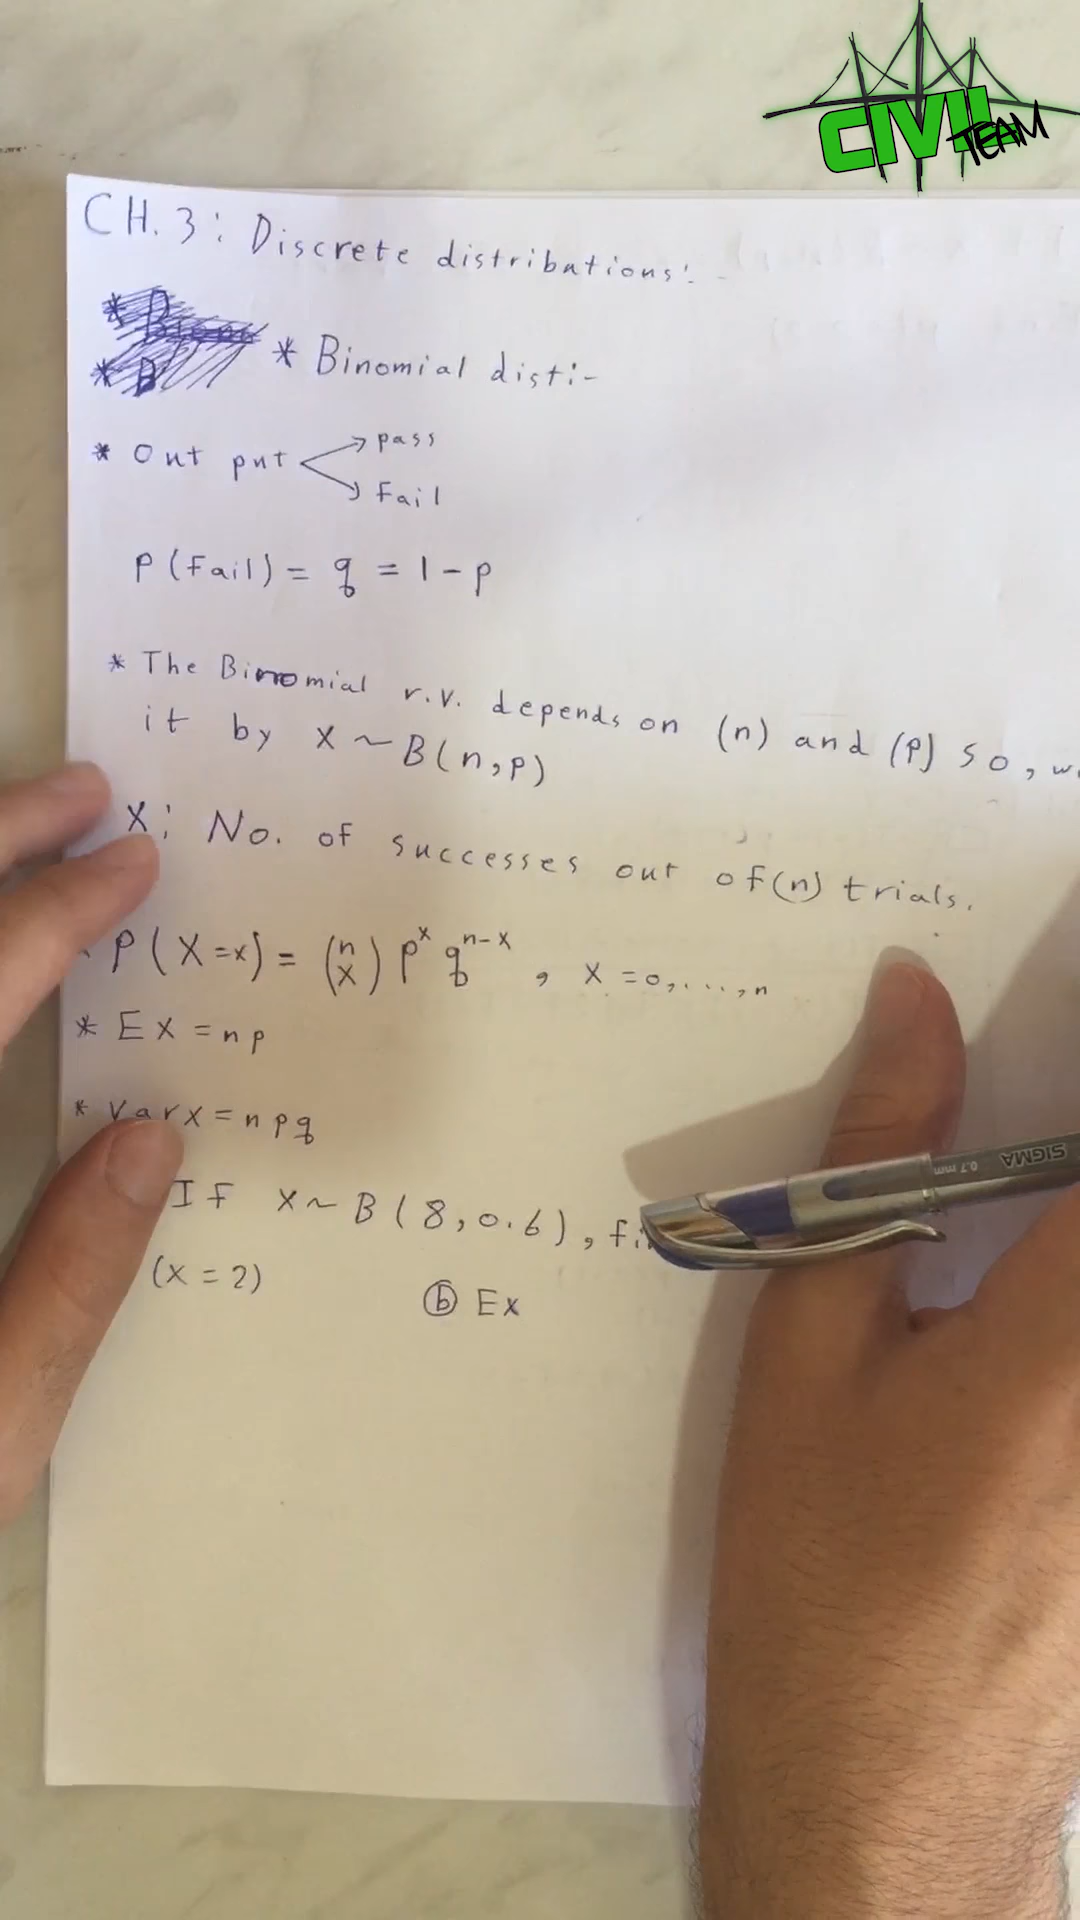 CIVIL
TEAM
CH. 3: Discrete distributions:-
* Binomial dist:-
* Out put
pass
Fail
P(Fail) = q = 1 - p
* The Binomial r.v. depends on (n) and (P) so,
it by X ~ B(n,p)
X: No. of successes out of (n) trials.
P(X=x) = (n x) p^x q^n-x , x = 0,...,n
* EX = np
* Var X = npq
If X ~ B(8,0.6),
(X = 2)
ⓑ EX
SIGMA
0.7 mm